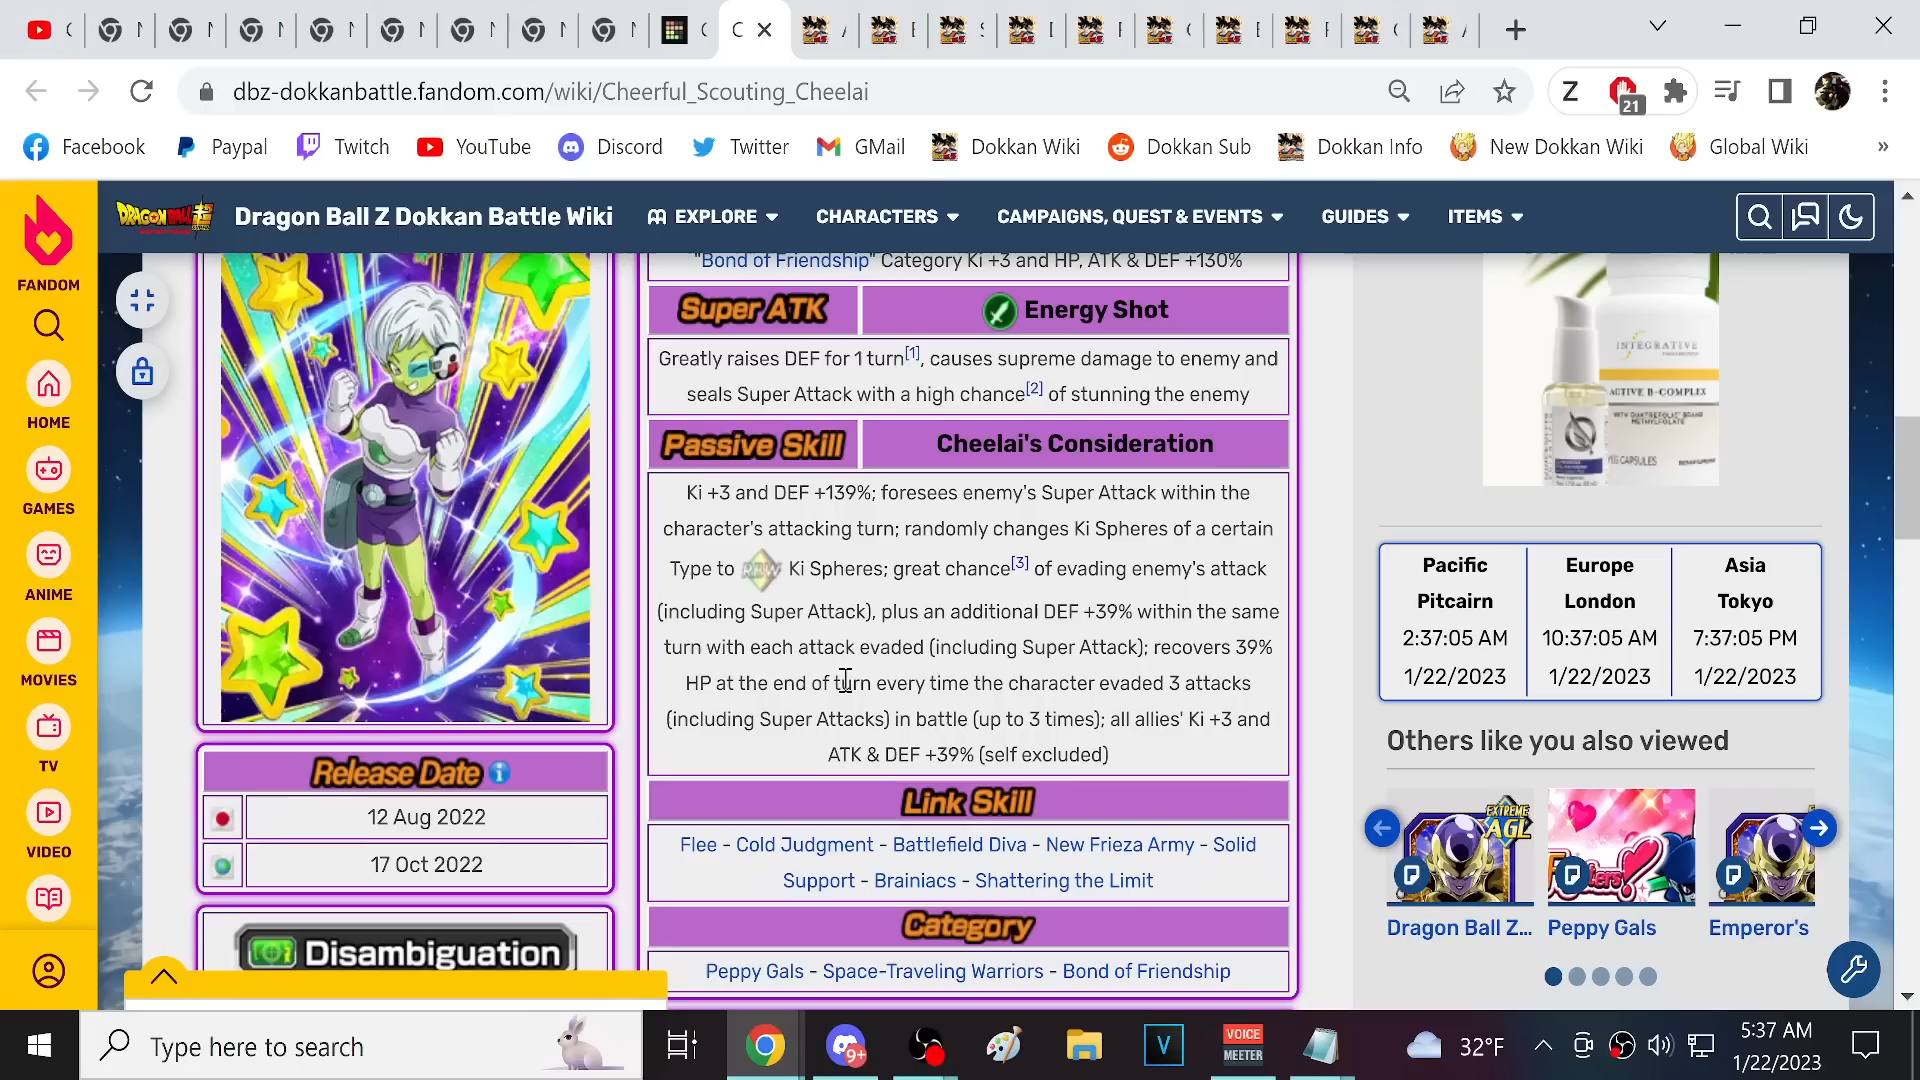 dbz-dokkanbattle.fandom.com/wiki/Cheerful_Scouting_Cheelai
21
Facebook Paypal Twitch YouTube Discord Twitter GMail Dokkan Wiki Dokkan Sub Dokkan Info New Dokkan Wiki Global Wiki »
Dragon Ball Z Dokkan Battle Wiki EXPLORE CHARACTERS CAMPAIGNS, QUEST & EVENTS GUIDES ITEMS
FANDOM
HOME
GAMES
ANIME
MOVIES
TV
VIDEO
"Bond of Friendship" Category Ki +3 and HP, ATK & DEF +130%
Super ATK Energy Shot
Greatly raises DEF for 1 turn[1], causes supreme damage to enemy and
seals Super Attack with a high chance[2] of stunning the enemy
Passive Skill Cheelai's Consideration
Ki +3 and DEF +139%; foresees enemy's Super Attack within the
character's attacking turn; randomly changes Ki Spheres of a certain
Type to Ki Spheres; great chance[3] of evading enemy's attack
(including Super Attack), plus an additional DEF +39% within the same
turn with each attack evaded (including Super Attack); recovers 39%
HP at the end of turn every time the character evaded 3 attacks
(including Super Attacks) in battle (up to 3 times); all allies' Ki +3 and
ATK & DEF +39% (self excluded)
Link Skill
Flee - Cold Judgment - Battlefield Diva - New Frieza Army - Solid
Support - Brainiacs - Shattering the Limit
Category
Peppy Gals - Space-Traveling Warriors - Bond of Friendship
Release Date
12 Aug 2022
17 Oct 2022
Disambiguation
INTEGRATIVE
ACTIVE B-COMPLEX
Pacific Europe Asia
Pitcairn London Tokyo
2:37:05 AM 10:37:05 AM 7:37:05 PM
1/22/2023 1/22/2023 1/22/2023
Others like you also viewed
EXTREME
AGL
Dragon Ball Z... Peppy Gals Emperor's
Type here to search
9+
V
VOICE
MEETER
32°F
5:37 AM
1/22/2023